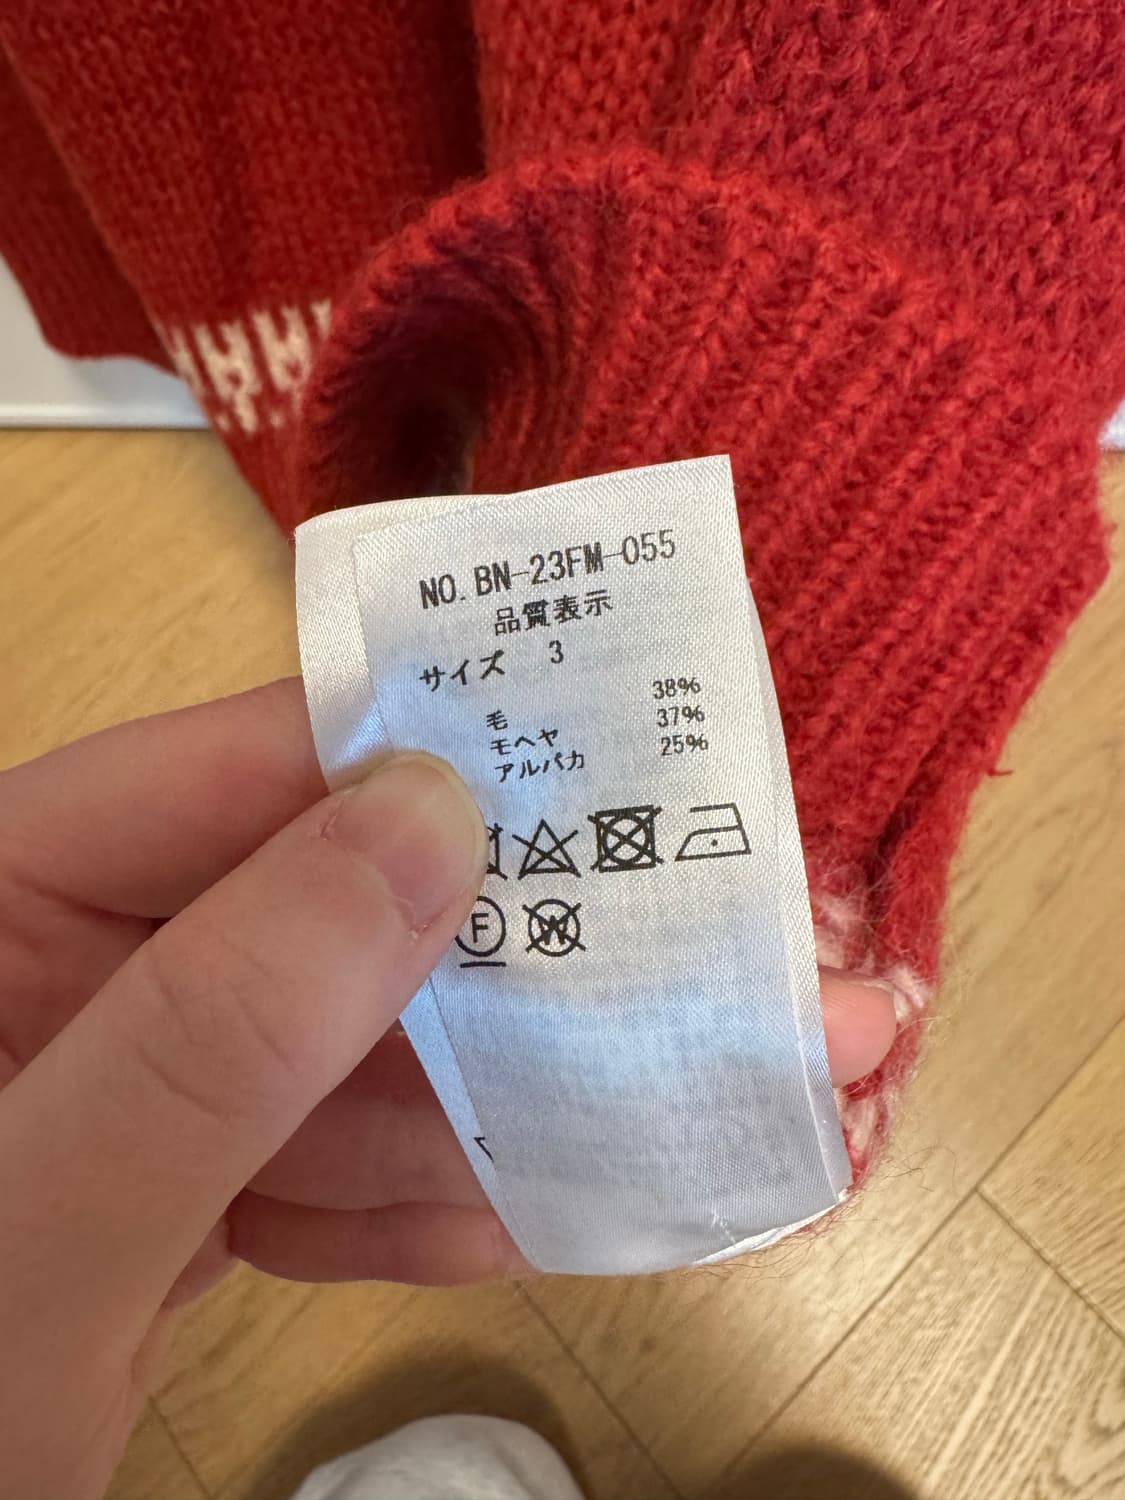 NO. BN-23FM-055
品質表示
サイズ 3
毛 38%
モヘヤ 37%
アルパカ 25%
F
W